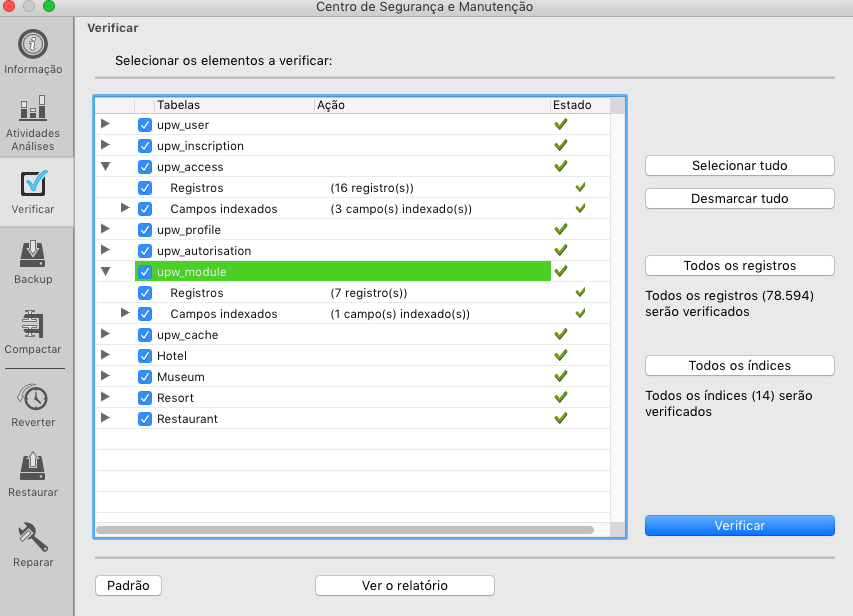 Centro de Segurança e Manutenção
Informação
Atividades
Análises
Verificar
Backup
Compactar
Reverter
Restaurar
Reparar
Verificar
Selecionar os elementos a verificar:
Tabelas Ação Estado
upw_user
upw_inscription
upw_access
Registros (16 registro(s))
Campos indexados (3 campo(s) indexado(s))
upw_profile
upw_autorisation
upw_module
Registros (7 registro(s))
Campos indexados (1 campo(s) indexado(s))
upw_cache
Hotel
Museum
Resort
Restaurant
Selecionar tudo
Desmarcar tudo
Todos os registros
Todos os registros (78.594)
serão verificados
Todos os índices
Todos os índices (14) serão
verificados
Verificar
Padrão
Ver o relatório